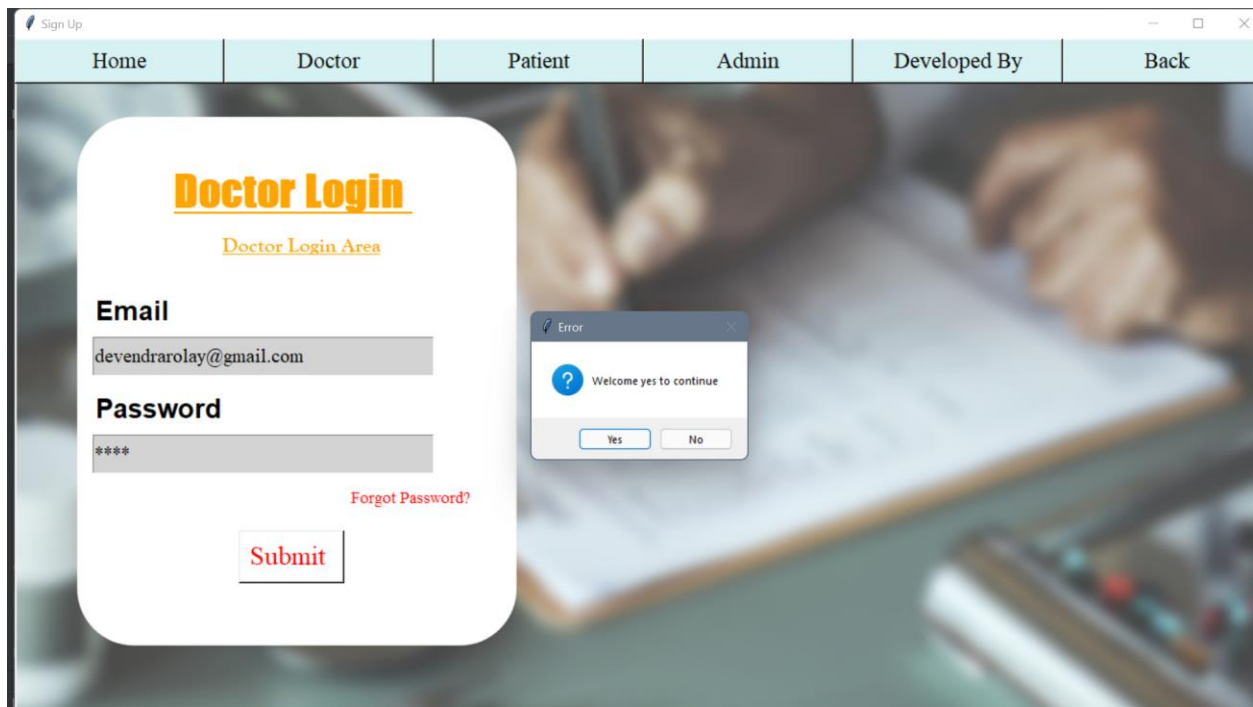 Sign Up
Home Doctor Patient Admin Developed By Back
Doctor Login
Doctor Login Area
Email
devendrarolay@gmail.com
Password
****
Forgot Password?
Submit
Error
Welcome yes to continue
Yes No